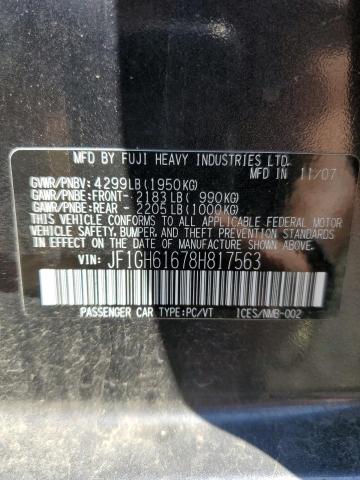 MFD BY FUJI HEAVY INDUSTRIES LTD.
MFD IN 11/07
GVWR/PNBV: 4299LB(1950KG)
GAWR/PNBE:FRONT- 2183LB( 990KG)
GAWR/PNBE:REAR - 2205LB(1000KG)
THIS VEHICLE CONFORMS TO ALL APPLICABLE FEDERAL MOTOR
VEHICLE SAFETY, BUMPER, AND THEFT PREVENTION STANDARDS
IN EFFECT ON THE DATE OF MANUFACTURE SHOWN ABOVE.
VIN: JF1GH61678H817563
PASSENGER CAR TYPE:PC/VT ICES/NMB-002